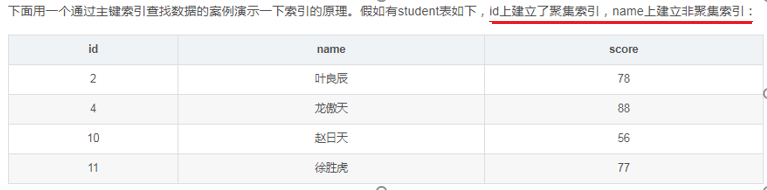 下面用一个通过主键索引查找数据的案例演示一下索引的原理。假如有student表如下，id上建立了聚集索引，name上建立非聚集索引：
id name score
2 叶良辰 78
4 龙傲天 88
10 赵日天 56
11 徐胜虎 77